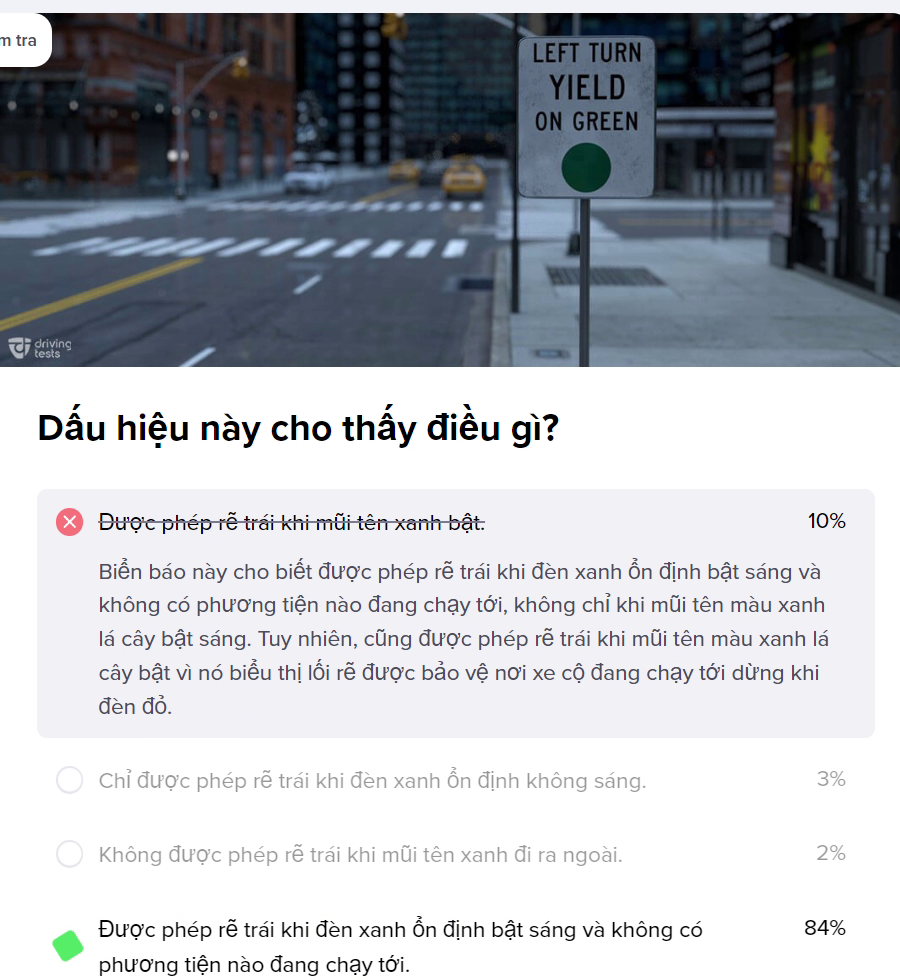 m tra
LEFT TURN
YIELD
ON GREEN
driving
tests
Dấu hiệu này cho thấy điều gì?
Được phép rẽ trái khi mũi tên xanh bật.
10%
Biển báo này cho biết được phép rẽ trái khi đèn xanh ổn định bật sáng và
không có phương tiện nào đang chạy tới, không chỉ khi mũi tên màu xanh
lá cây bật sáng. Tuy nhiên, cũng được phép rẽ trái khi mũi tên màu xanh lá
cây bật vì nó biểu thị lối rẽ được bảo vệ nơi xe cộ đang chạy tới dừng khi
đèn đỏ.
Chỉ được phép rẽ trái khi đèn xanh ổn định không sáng.
3%
Không được phép rẽ trái khi mũi tên xanh đi ra ngoài.
2%
Được phép rẽ trái khi đèn xanh ổn định bật sáng và không có
84%
phương tiện nào đang chạy tới.